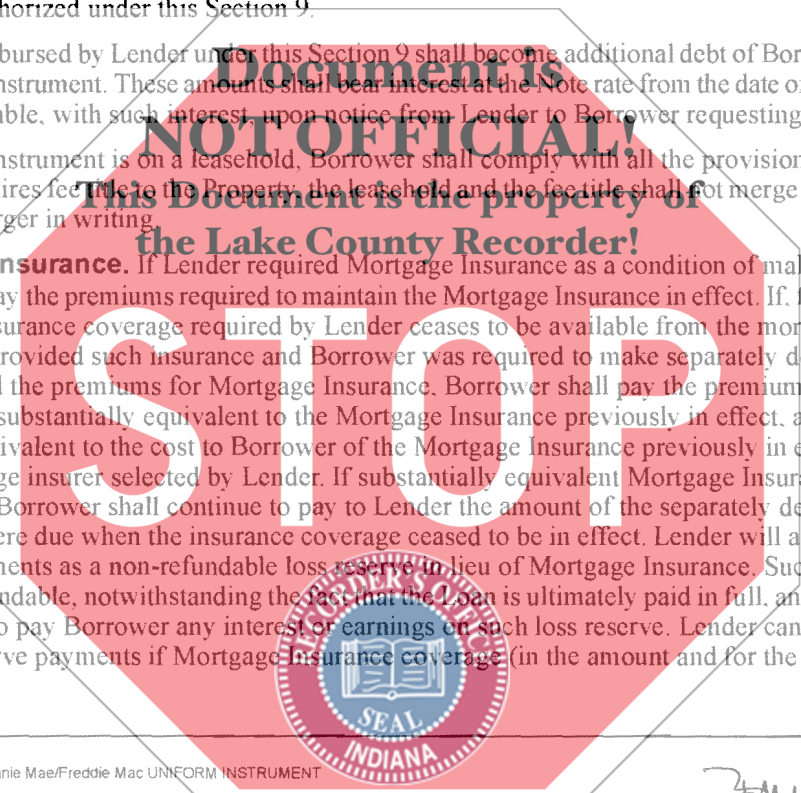 horized under this Section 9.
bursed by Lender under this Section 9 shall become additional debt of Bor
nstrument. These amounts shall bear interest at the Note rate from the date o
ble, with such interest, upon notice from Lender to Borrower requesting
nstrument is on a leasehold, Borrower shall comply with all the provision
ires fee title to the Property, the leasehold and the fee title shall not merge
rger in writing.
Document is
NOT OFFICIAL!
This Document is the property of
the Lake County Recorder!
nsurance. If Lender required Mortgage Insurance as a condition of mal
ay the premiums required to maintain the Mortgage Insurance in effect. If, f
surance coverage required by Lender ceases to be available from the mor
rovided such insurance and Borrower was required to make separately d
l the premiums for Mortgage Insurance, Borrower shall pay the premium
substantially equivalent to the Mortgage Insurance previously in effect, a
ivalent to the cost to Borrower of the Mortgage Insurance previously in e
ge insurer selected by Lender. If substantially equivalent Mortgage Insur
Borrower shall continue to pay to Lender the amount of the separately de
ere due when the insurance coverage ceased to be in effect. Lender will a
nents as a non-refundable loss reserve in lieu of Mortgage Insurance. Suc
ndable, notwithstanding the fact that the Loan is ultimately paid in full, an
o pay Borrower any interest or earnings on such loss reserve. Lender can
rve payments if Mortgage Insurance coverage (in the amount and for the
STOP
RECORDER'S OFFICE
SEAL
INDIANA
nie Mae/Freddie Mac UNIFORM INSTRUMENT